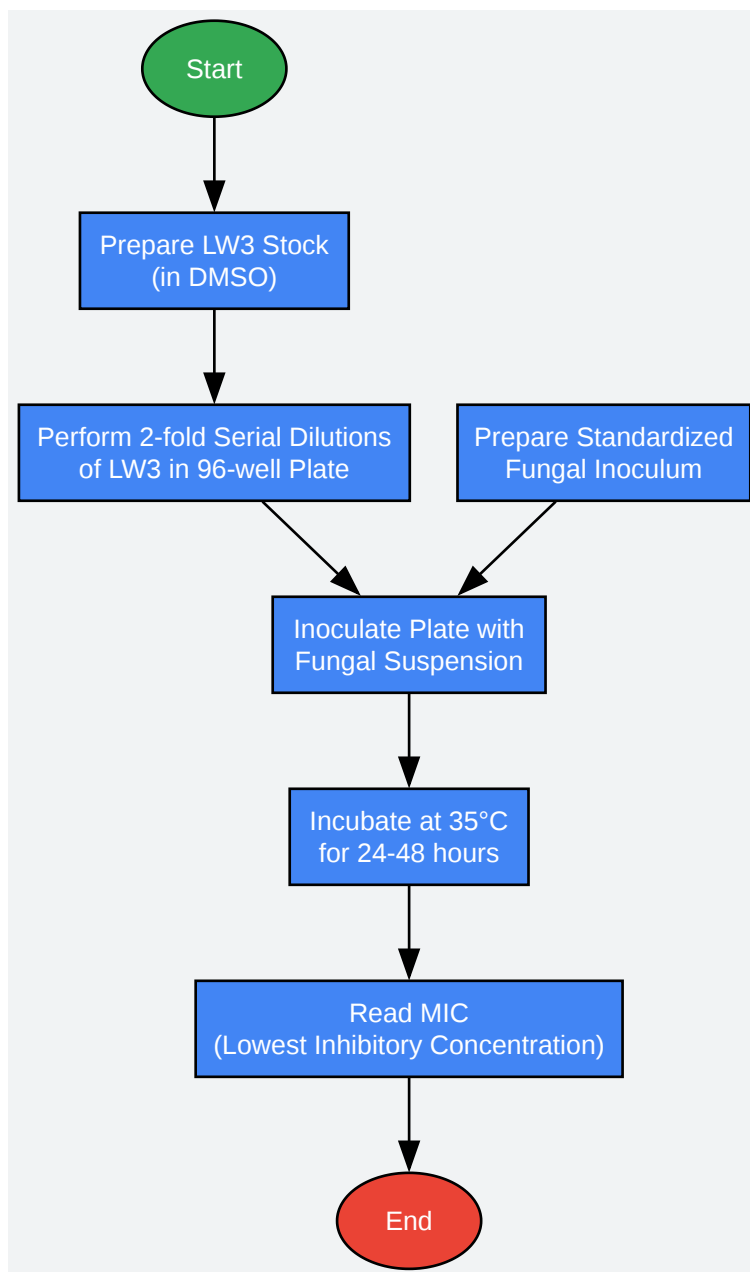 Start
Prepare LW3 Stock
(in DMSO)
Perform 2-fold Serial Dilutions
of LW3 in 96-well Plate
Prepare Standardized
Fungal Inoculum
Inoculate Plate with
Fungal Suspension
Incubate at 35°C
for 24-48 hours
Read MIC
(Lowest Inhibitory Concentration)
End